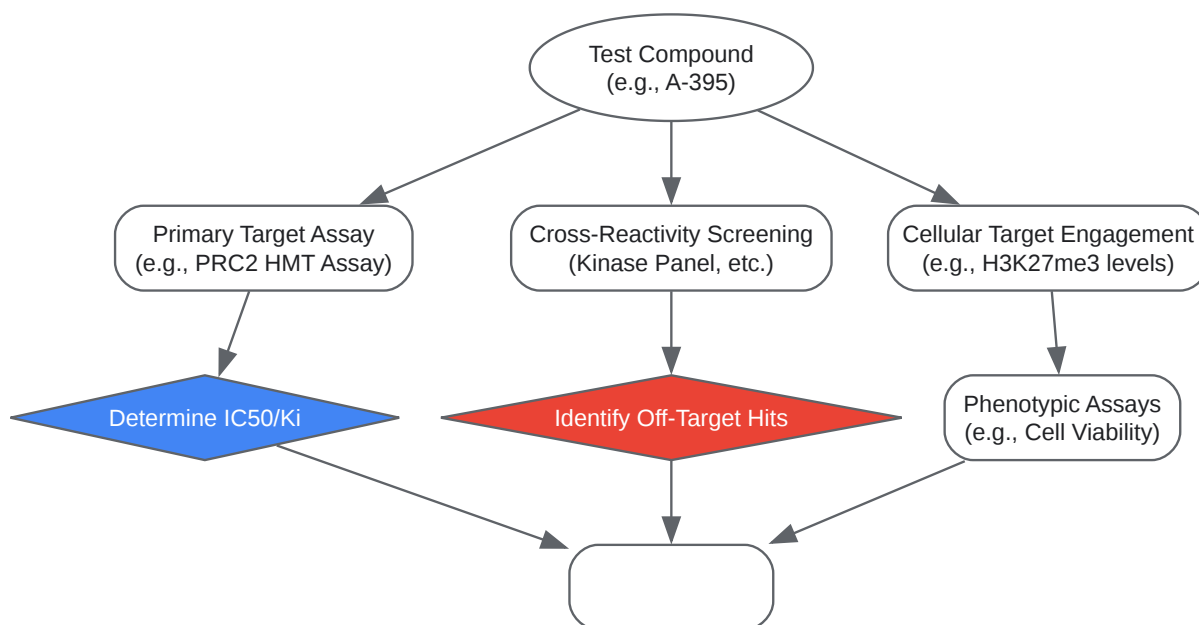 Test Compound
(e.g., A-395)
Primary Target Assay
(e.g., PRC2 HMT Assay)
Cross-Reactivity Screening
(Kinase Panel, etc.)
Cellular Target Engagement
(e.g., H3K27me3 levels)
Determine IC50/Ki
Identify Off-Target Hits
Phenotypic Assays
(e.g., Cell Viability)